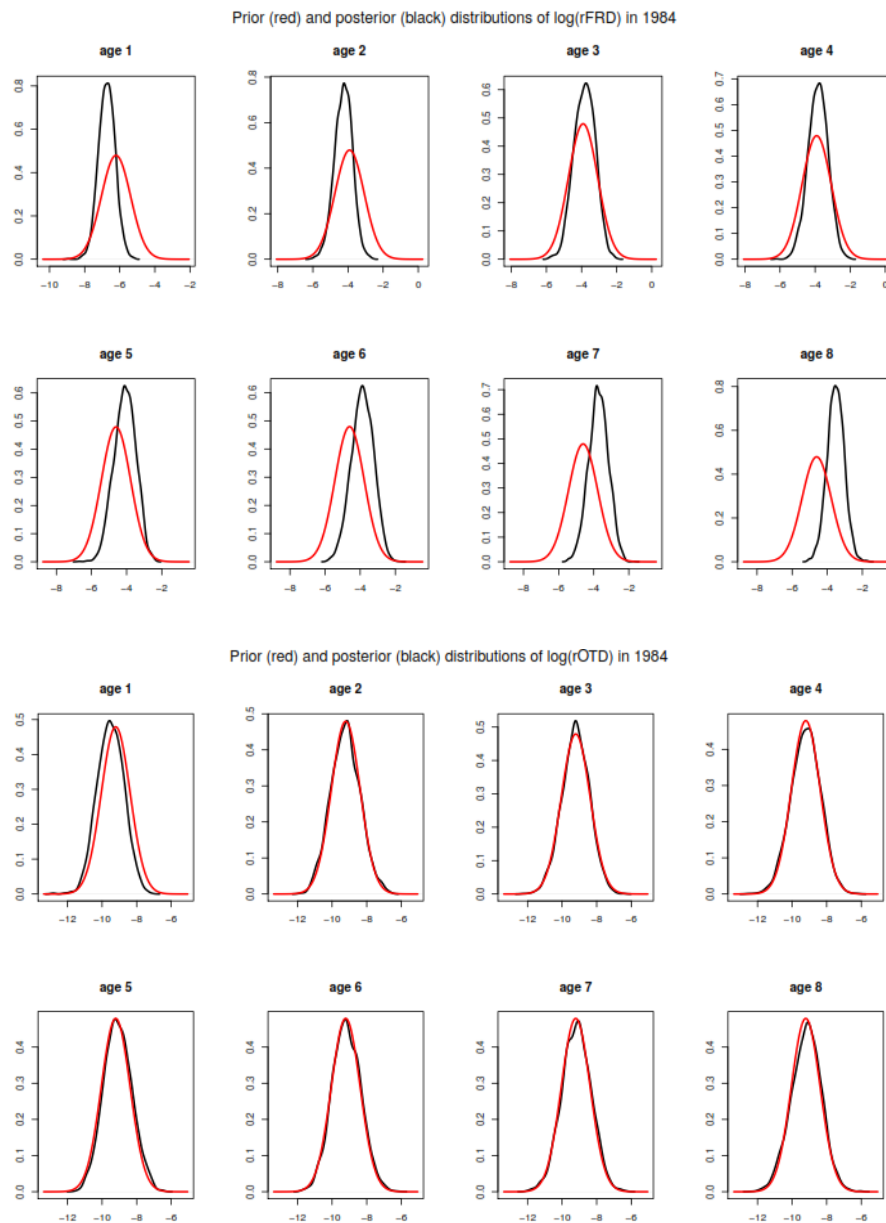 Prior (red) and posterior (black) distributions of log(rFRD) in 1984
age 1 age 2 age 3 age 4
0.0 0.2 0.4 0.6 0.8
−10 −8 −6 −4 −2
0.0 0.2 0.4 0.6 0.8
−8 −6 −4 −2 0
0.0 0.1 0.2 0.3 0.4 0.5 0.6
−8 −6 −4 −2 0
0.0 0.1 0.2 0.3 0.4 0.5 0.6 0.7
−8 −6 −4 −2 0
age 5 age 6 age 7 age 8
0.0 0.1 0.2 0.3 0.4 0.5 0.6
−8 −6 −4 −2
0.0 0.1 0.2 0.3 0.4 0.5 0.6
−8 −6 −4 −2
0.0 0.1 0.2 0.3 0.4 0.5 0.6 0.7
−8 −6 −4 −2
0.0 0.2 0.4 0.6 0.8
−8 −6 −4 −2
Prior (red) and posterior (black) distributions of log(rOTD) in 1984
age 1 age 2 age 3 age 4
0.0 0.1 0.2 0.3 0.4 0.5
−12 −10 −8 −6
0.0 0.1 0.2 0.3 0.4 0.5
−12 −10 −8 −6
0.0 0.1 0.2 0.3 0.4 0.5
−12 −10 −8 −6
0.0 0.1 0.2 0.3 0.4
−12 −10 −8 −6
age 5 age 6 age 7 age 8
0.0 0.1 0.2 0.3 0.4
−12 −10 −8 −6
0.0 0.1 0.2 0.3 0.4
−12 −10 −8 −6
0.0 0.1 0.2 0.3 0.4
−12 −10 −8 −6
0.0 0.1 0.2 0.3 0.4
−12 −10 −8 −6